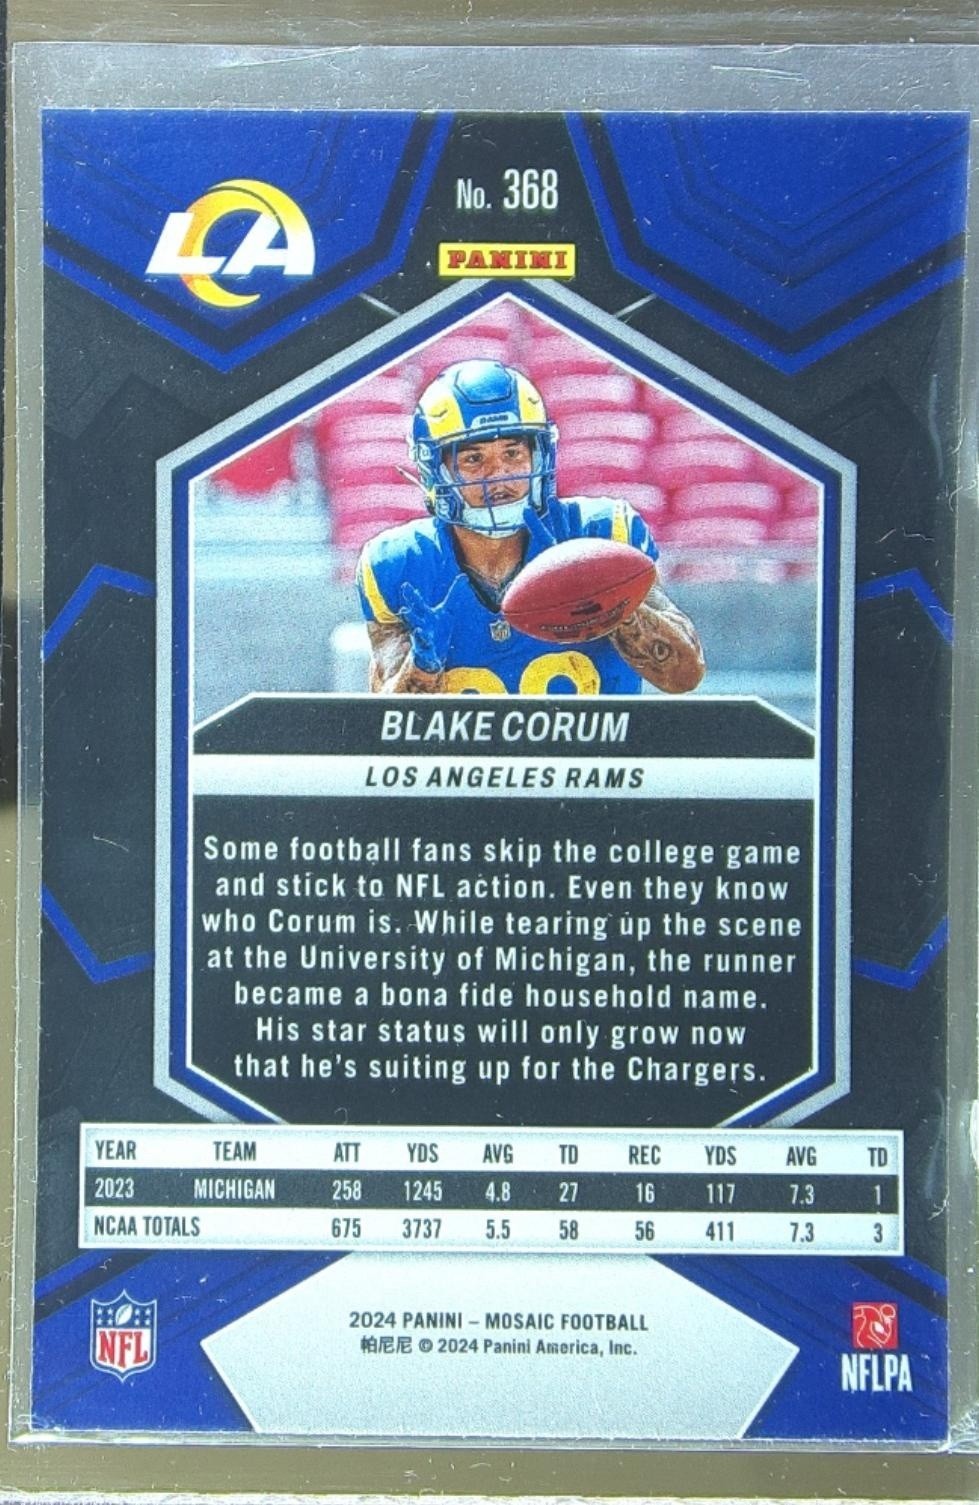 LA
No. 368
PANINI
RAMS
BLAKE CORUM
LOS ANGELES RAMS
Some football fans skip the college game
and stick to NFL action. Even they know
who Corum is. While tearing up the scene
at the University of Michigan, the runner
became a bona fide household name.
His star status will only grow now
that he's suiting up for the Chargers.
YEAR TEAM ATT YDS AVG TD REC YDS AVG TD
2023 MICHIGAN 258 1245 4.8 27 16 117 7.3 1
NCAA TOTALS 675 3737 5.5 58 56 411 7.3 3
2024 PANINI – MOSAIC FOOTBALL
帕尼尼 © 2024 Panini America, Inc.
NFL
NFLPA